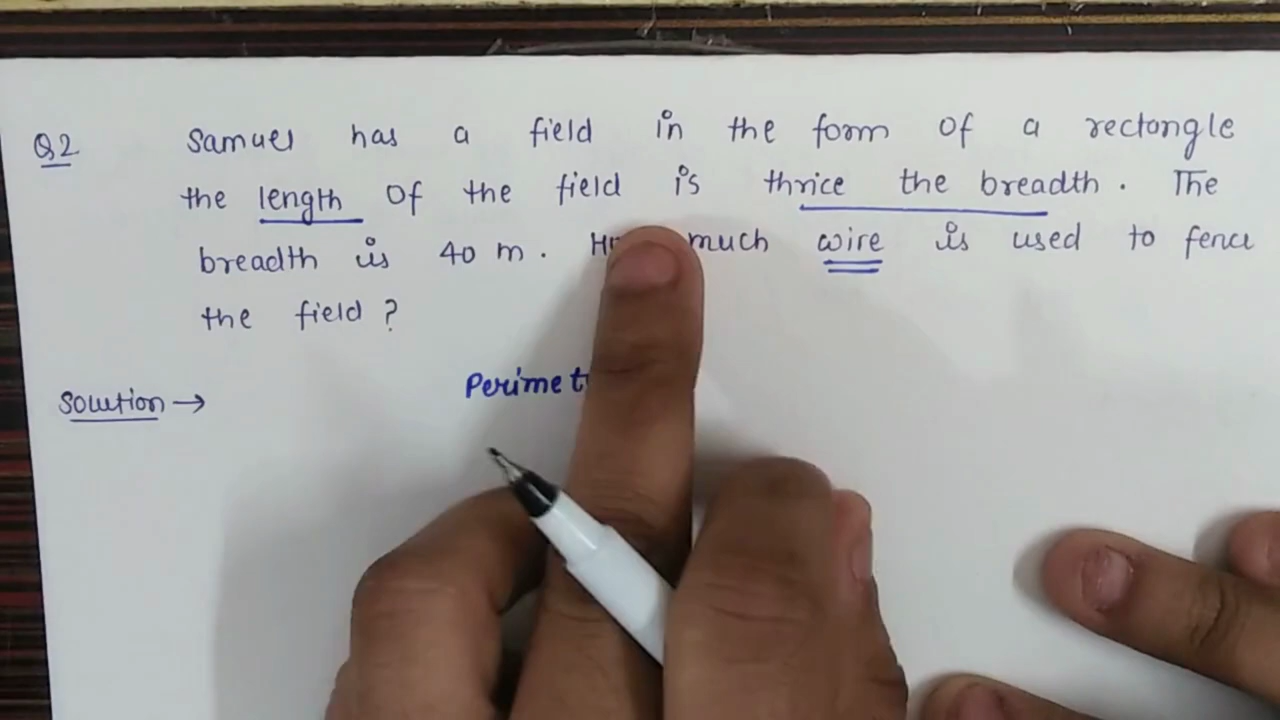 Q2 Samuel has a field in the form of a rectangle
the length of the field is thrice the breadth. The
breadth is 40 m. much wire is used to fence
the field?
Solution →